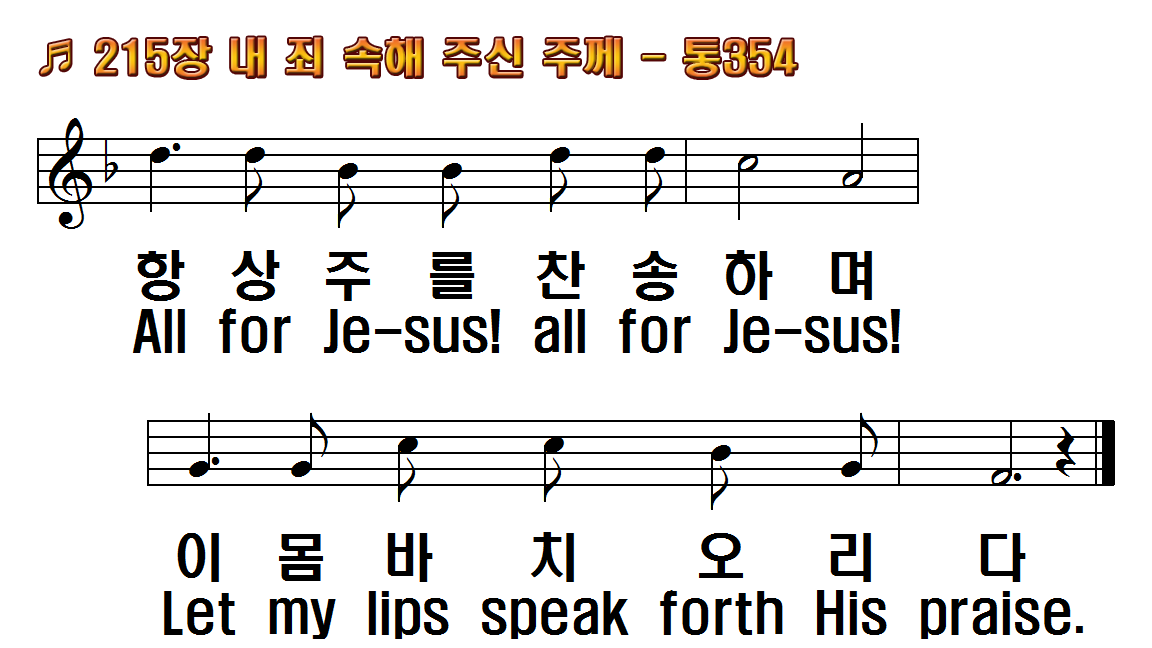 ♬ 215장 내 죄 속해 주신 주께 - 통354
항 상 주 를 찬 송 하 며
All for Je-sus! all for Je-sus!
이 몸 바 치 오 리 다
Let my lips speak forth His praise.